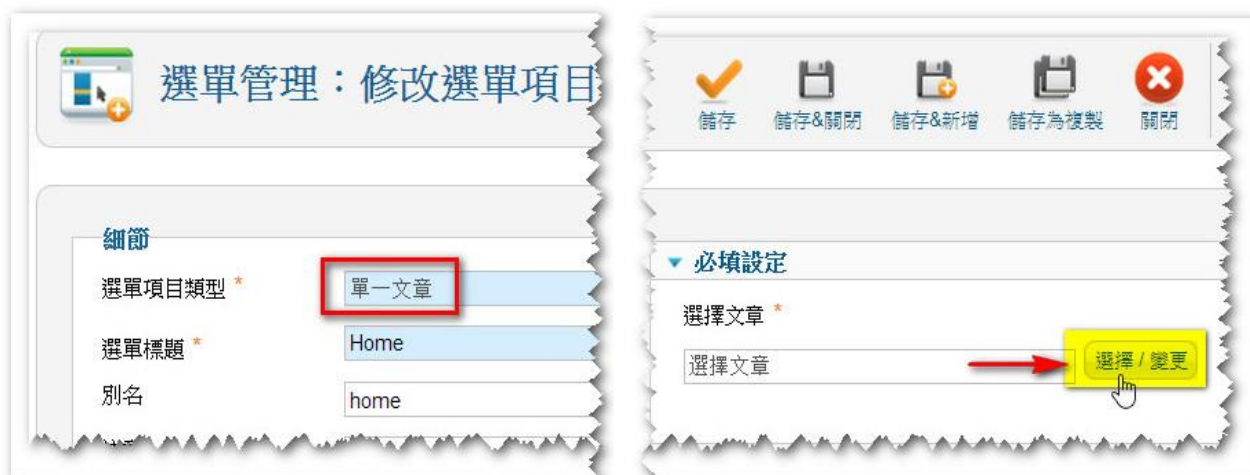 選單管理：修改選單項目
儲存
儲存&關閉
儲存&新增
儲存為複製
關閉
細節
選單項目類型 *
單一文章
選單標題 *
Home
別名
home
必填設定
選擇文章 *
選擇文章
選擇 / 變更